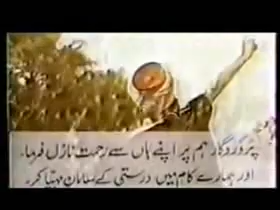 پروردگار ہم پر اپنے ہاں سے رحمت نازل فرما،
اور ہمارے کام میں درستی کے سامان مہیا کر۔